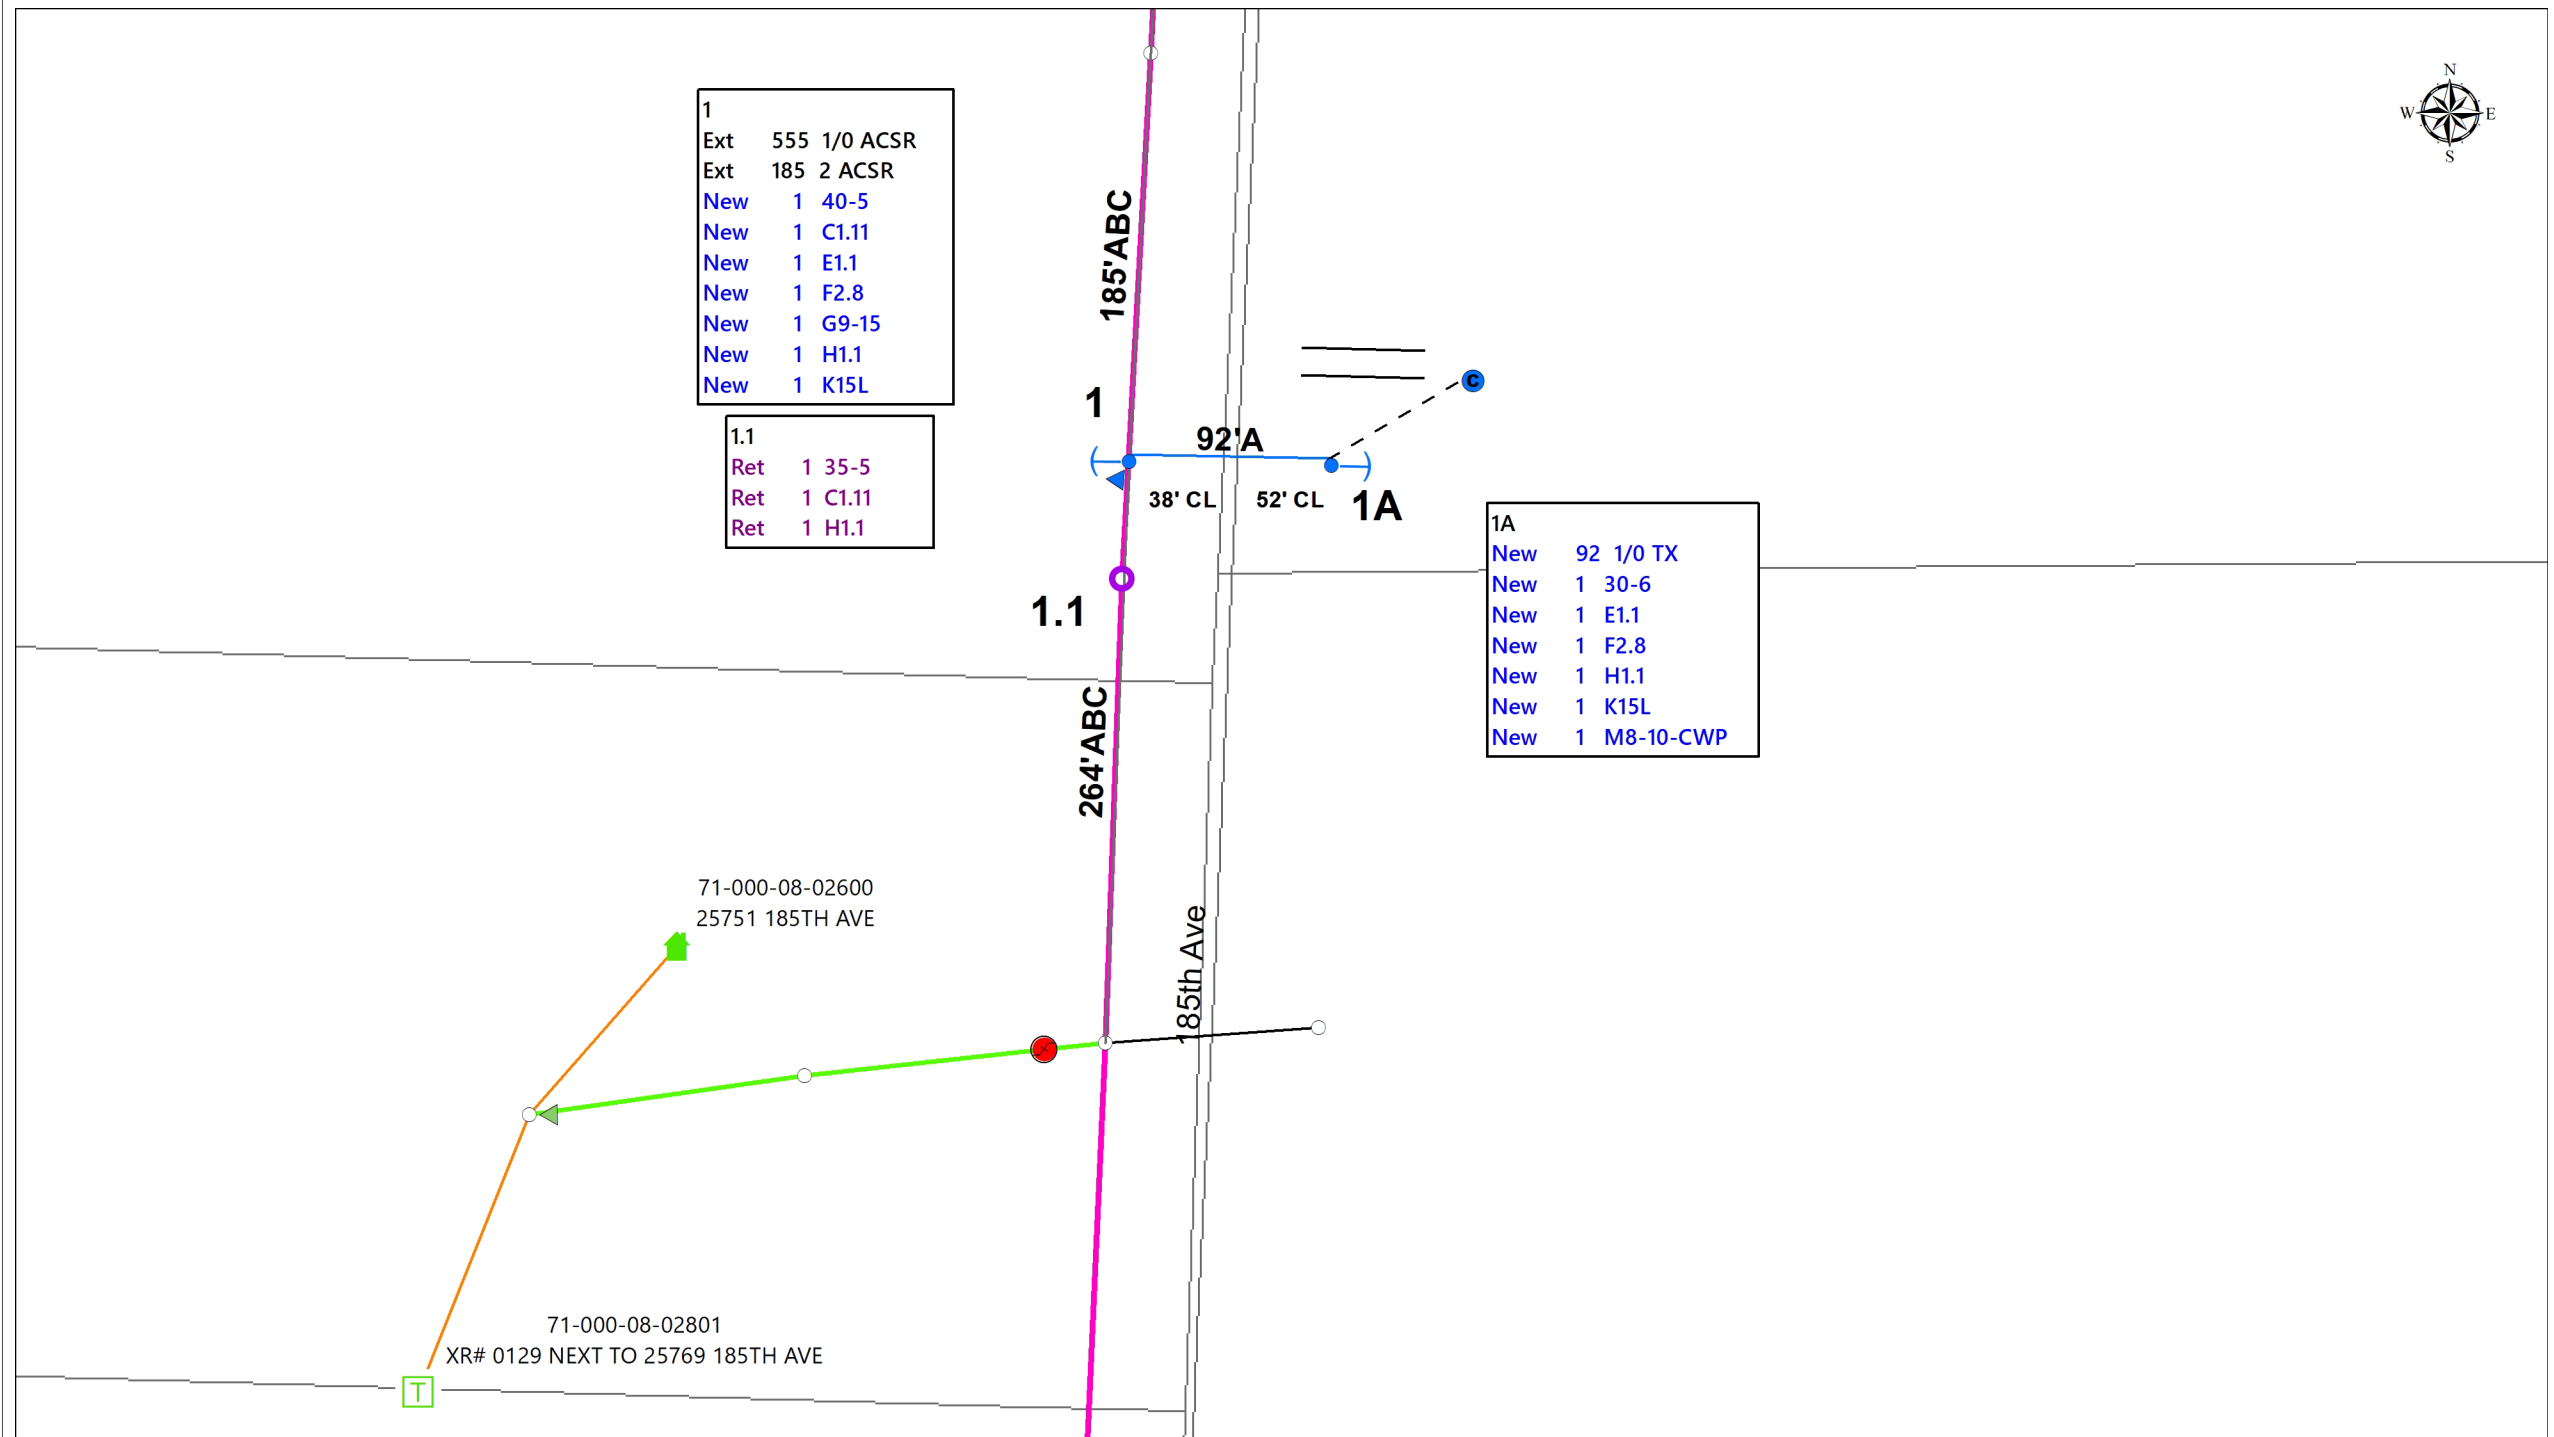 N
W E
S
1
Ext 555 1/0 ACSR
Ext 185 2 ACSR
New 1 40-5
New 1 C1.11
New 1 E1.1
New 1 F2.8
New 1 G9-15
New 1 H1.1
New 1 K15L
1.1
Ret 1 35-5
Ret 1 C1.11
Ret 1 H1.1
185'ABC
1
C
92'A
38' CL 52' CL
1A
1A
New 92 1/0 TX
New 1 30-6
New 1 E1.1
New 1 F2.8
New 1 H1.1
New 1 K15L
New 1 M8-10-CWP
1.1
264'ABC
71-000-08-02600
25751 185TH AVE
185th Ave
71-000-08-02801
XR# 0129 NEXT TO 25769 185TH AVE
T